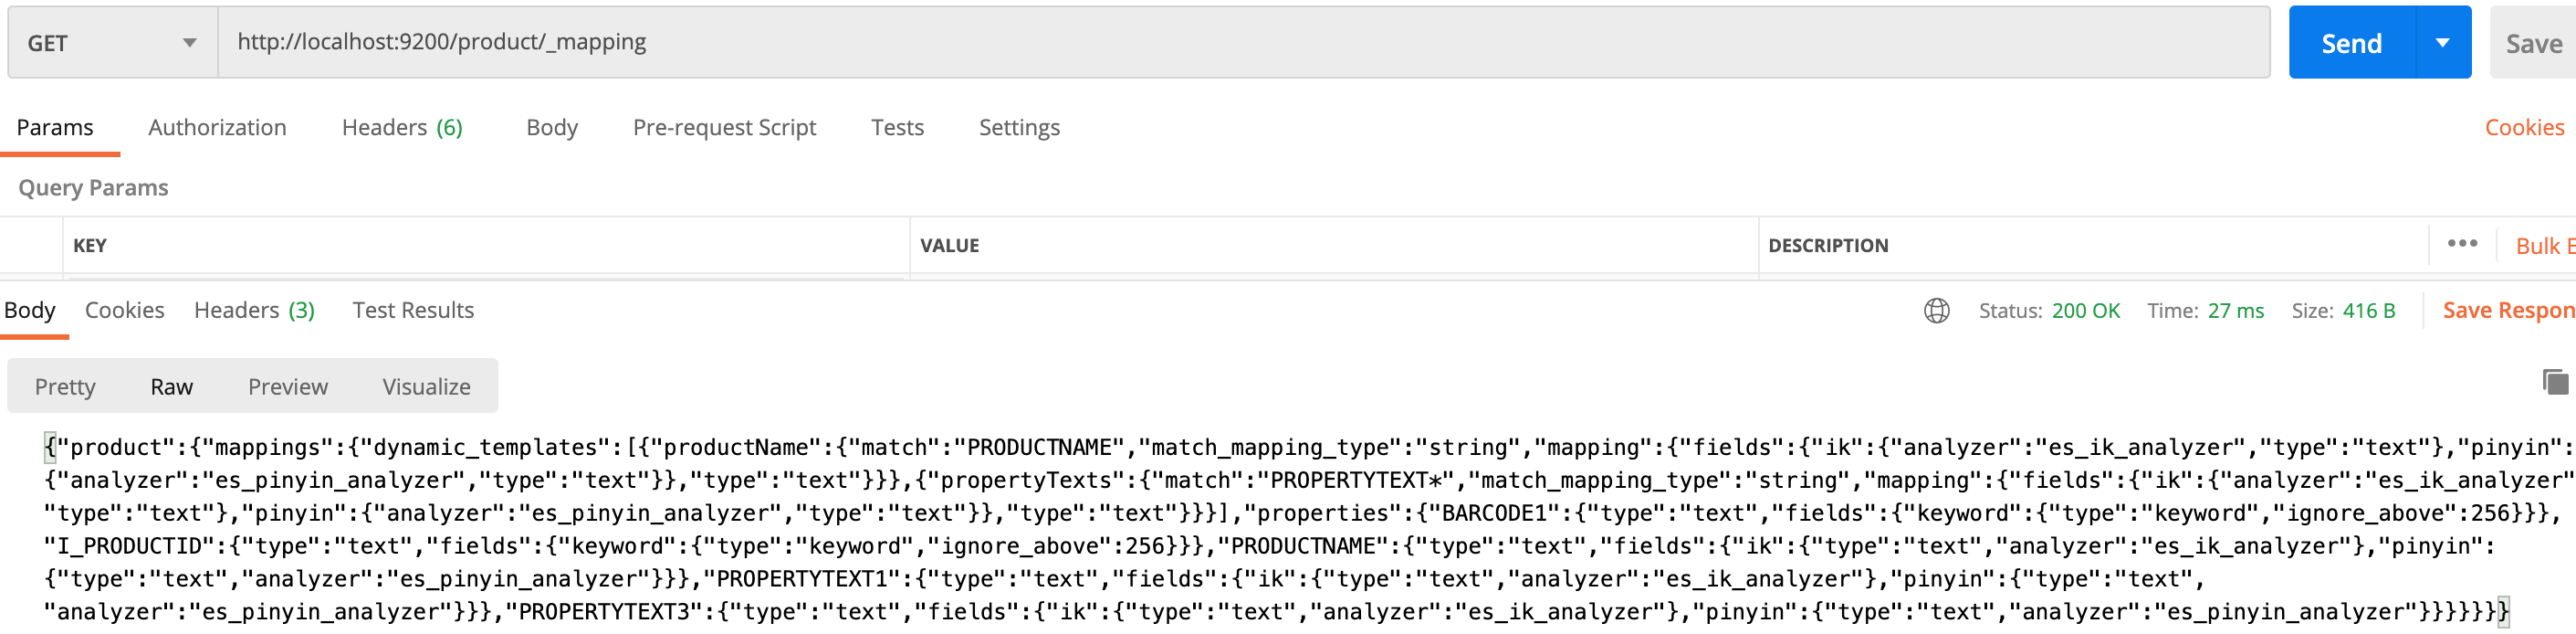 GET http://localhost:9200/product/_mapping Send Save
Params Authorization Headers (6) Body Pre-request Script Tests Settings Cookies
Query Params
KEY VALUE DESCRIPTION ••• Bulk E
Body Cookies Headers (3) Test Results Status: 200 OK Time: 27 ms Size: 416 B Save Respon
Pretty Raw Preview Visualize
{"product":{"mappings":{"dynamic_templates":[{"productName":{"match":"PRODUCTNAME","match_mapping_type":"string","mapping":{"fields":{"ik":{"analyzer":"es_ik_analyzer","type":"text"},"pinyin":
{"analyzer":"es_pinyin_analyzer","type":"text"}},"type":"text"}}},{"propertyTexts":{"match":"PROPERTYTEXT*","match_mapping_type":"string","mapping":{"fields":{"ik":{"analyzer":"es_ik_analyzer"
"type":"text"},"pinyin":{"analyzer":"es_pinyin_analyzer","type":"text"}},"type":"text"}}}],"properties":{"BARCODE1":{"type":"text","fields":{"keyword":{"type":"keyword","ignore_above":256}}},
"I_PRODUCTID":{"type":"text","fields":{"keyword":{"type":"keyword","ignore_above":256}}},"PRODUCTNAME":{"type":"text","fields":{"ik":{"type":"text","analyzer":"es_ik_analyzer"},"pinyin":
{"type":"text","analyzer":"es_pinyin_analyzer"}}},"PROPERTYTEXT1":{"type":"text","fields":{"ik":{"type":"text","analyzer":"es_ik_analyzer"},"pinyin":{"type":"text",
"analyzer":"es_pinyin_analyzer"}}},"PROPERTYTEXT3":{"type":"text","fields":{"ik":{"type":"text","analyzer":"es_ik_analyzer"},"pinyin":{"type":"text","analyzer":"es_pinyin_analyzer"}}}}}}}